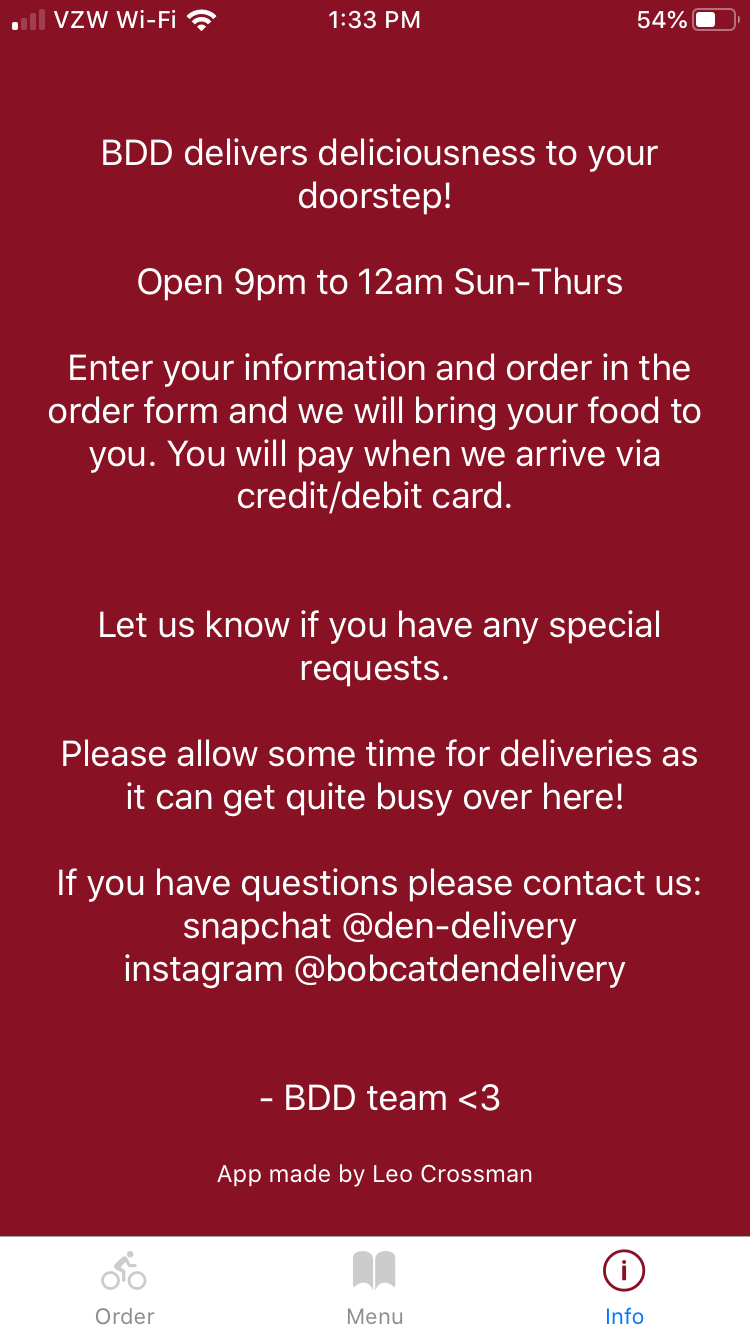 VZW Wi-Fi 1:33 PM 54%
BDD delivers deliciousness to your
doorstep!
Open 9pm to 12am Sun-Thurs
Enter your information and order in the
order form and we will bring your food to
you. You will pay when we arrive via
credit/debit card.
Let us know if you have any special
requests.
Please allow some time for deliveries as
it can get quite busy over here!
If you have questions please contact us:
snapchat @den-delivery
instagram @bobcatdendelivery
- BDD team <3
App made by Leo Crossman
Order Menu Info